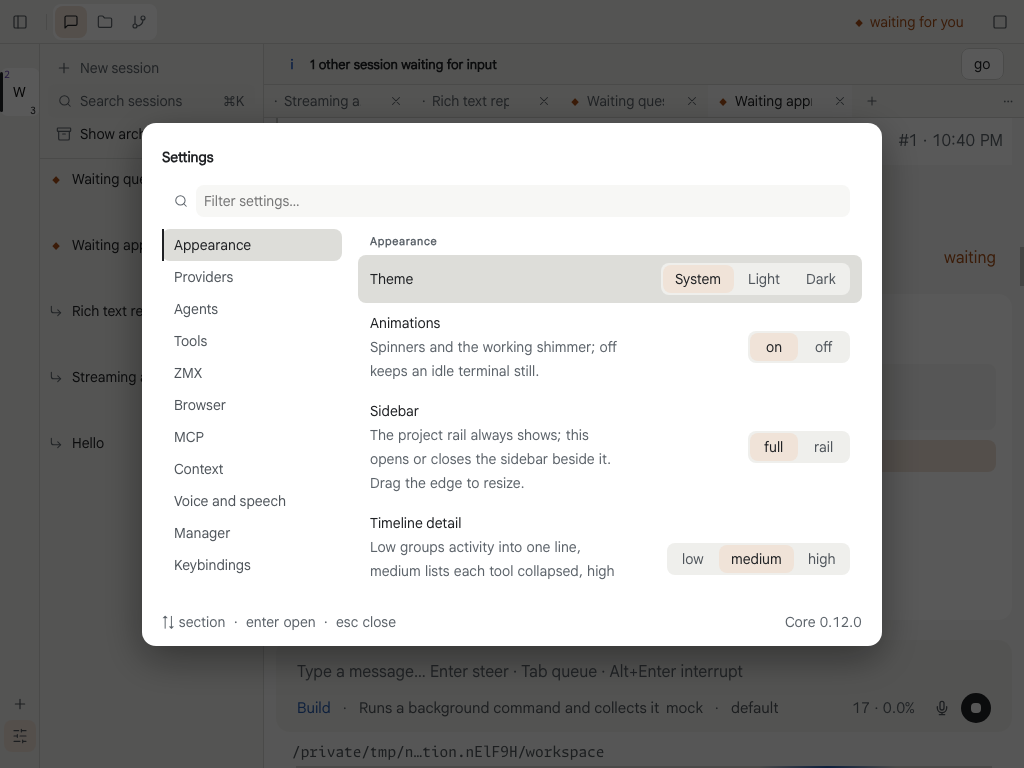 waiting for you
2
W
3
New session
Search sessions ⌘K
Show arc
1 other session waiting for input
go
Streaming a
Rich text rep
Waiting ques
Waiting appr
#1 · 10:40 PM
Waiting que
Waiting app
Rich text re
Streaming
Hello
waiting
Settings
Filter settings...
Appearance
Providers
Agents
Tools
ZMX
Browser
MCP
Context
Voice and speech
Manager
Keybindings
Appearance
Theme
System Light Dark
Animations
Spinners and the working shimmer; off
keeps an idle terminal still.
on off
Sidebar
The project rail always shows; this
opens or closes the sidebar beside it.
Drag the edge to resize.
full rail
Timeline detail
Low groups activity into one line,
medium lists each tool collapsed, high
low medium high
↑↓ section · enter open · esc close
Core 0.12.0
Type a message... Enter steer · Tab queue · Alt+Enter interrupt
Build · Runs a background command and collects it mock · default
17 · 0.0%
/private/tmp/n…tion.nElF9H/workspace